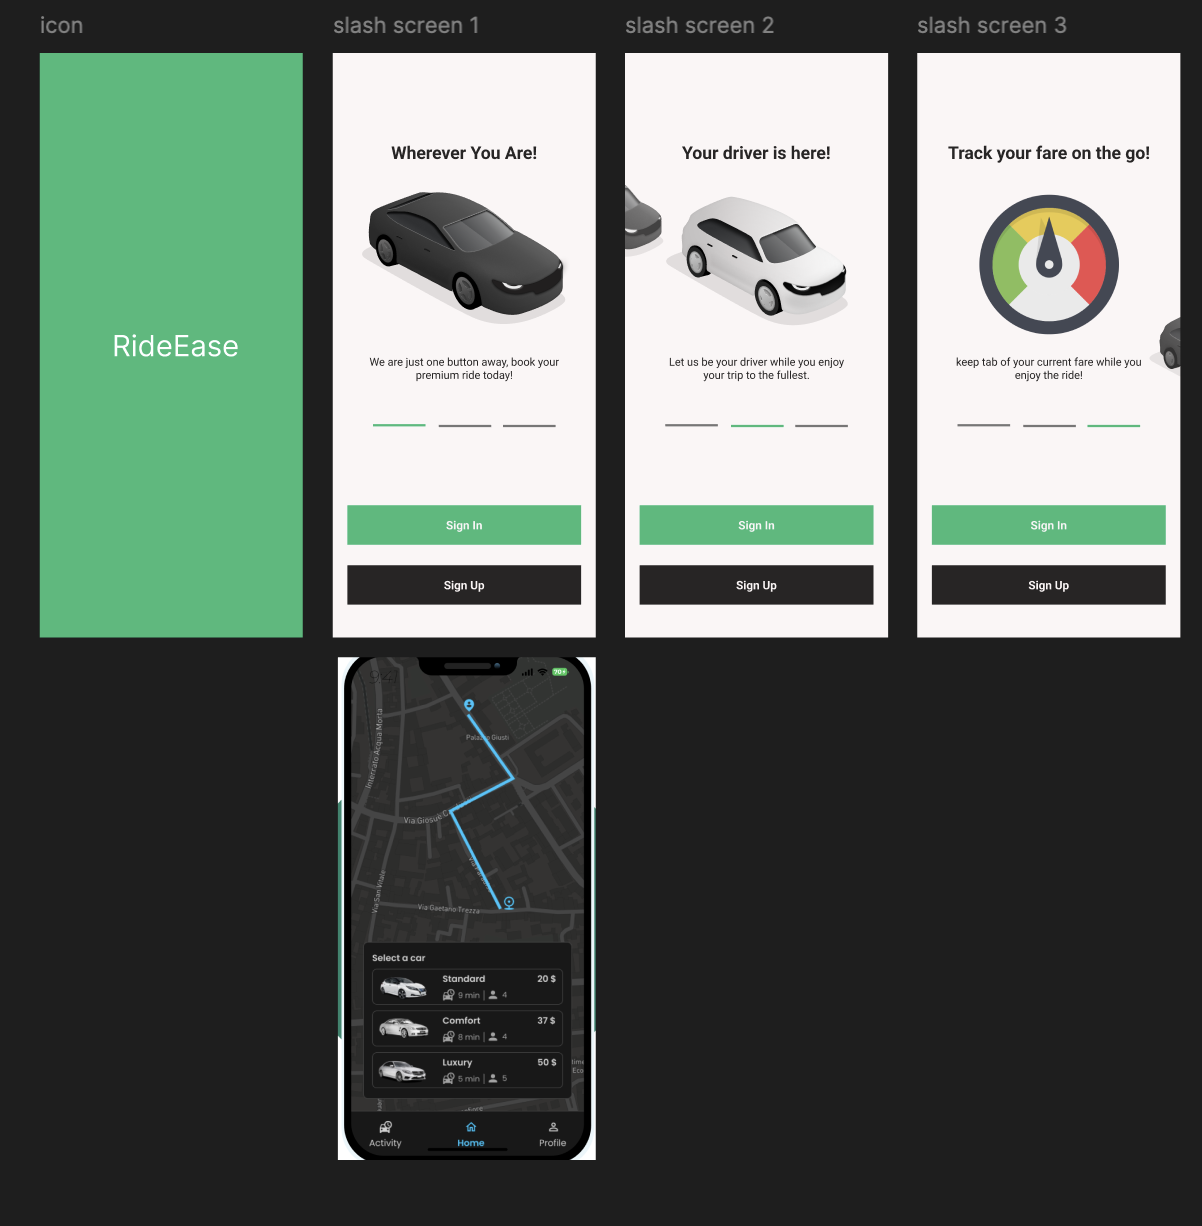 icon
slash screen 1
slash screen 2
slash screen 3
RideEase
Wherever You Are!
We are just one button away, book your
premium ride today!
Sign In
Sign Up
Your driver is here!
Let us be your driver while you enjoy
your trip to the fullest.
Sign In
Sign Up
Track your fare on the go!
keep tab of your current fare while you
enjoy the ride!
Sign In
Sign Up
70
Interrato Acqua Morta
Palazzo Giusti
Via Giosue
Via San Vitale
Via Gaetano Trezza
Select a car
Standard 20 $
9 min | 4
Comfort 37 $
8 min | 4
Luxury 50 $
5 min | 5
Activity
Home
Profile